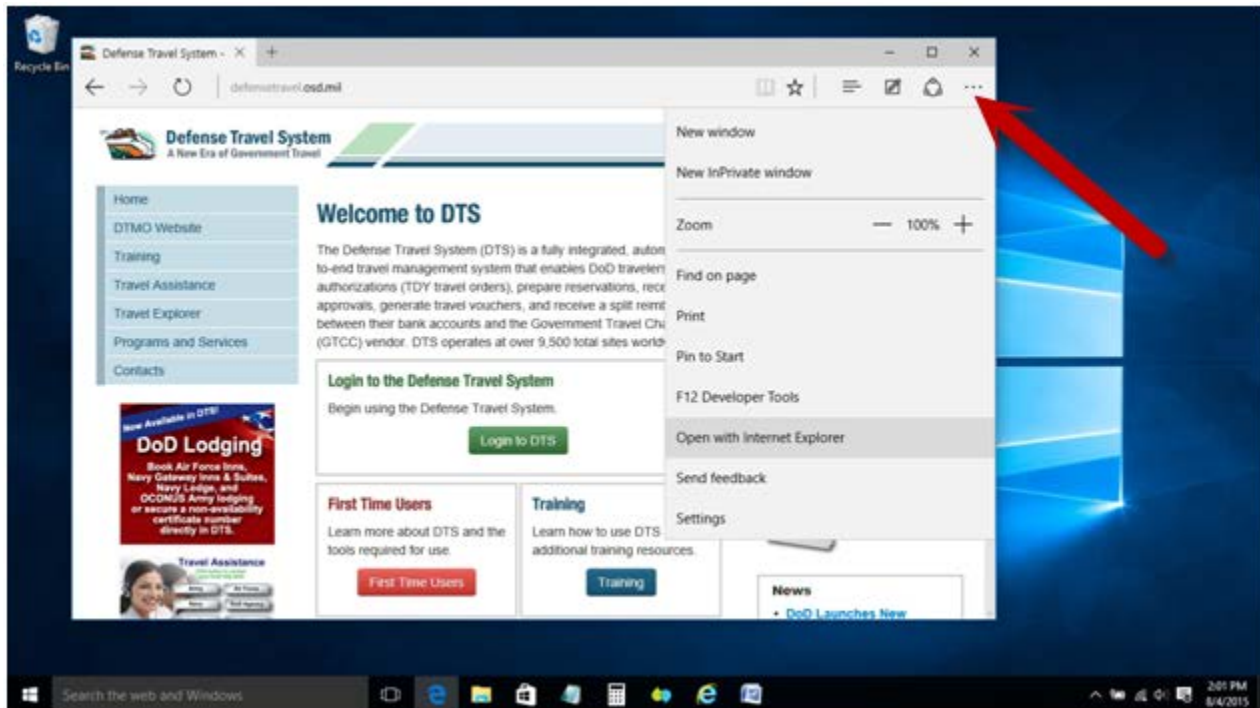 Recycle Bin
Defense Travel System -
defensetravel.osd.mil
Defense Travel System
A New Era of Government Travel
Home
DTMO Website
Training
Travel Assistance
Travel Explorer
Programs and Services
Contacts
Now Available in DTS!
DoD Lodging
Book Air Force Inns,
Navy Gateway Inns & Suites,
Navy Lodge, and
OCONUS Army lodging
or secure a non-availability
certificate number
directly in DTS.
Travel Assistance
Welcome to DTS
The Defense Travel System (DTS) is a fully integrated, autom
to-end travel management system that enables DoD travelers
authorizations (TDY travel orders), prepare reservations, rece
approvals, generate travel vouchers, and receive a split reimb
between their bank accounts and the Government Travel Cha
(GTCC) vendor. DTS operates at over 9,500 total sites world
Login to the Defense Travel System
Begin using the Defense Travel System.
Login to DTS
First Time Users
Learn more about DTS and the
tools required for use.
First Time Users
Training
Learn how to use DTS
additional training resources.
Training
News
• DoD Launches New
New window
New InPrivate window
Zoom — 100% +
Find on page
Print
Pin to Start
F12 Developer Tools
Open with Internet Explorer
Send feedback
Settings
Search the web and Windows
2:01 PM
8/4/2015